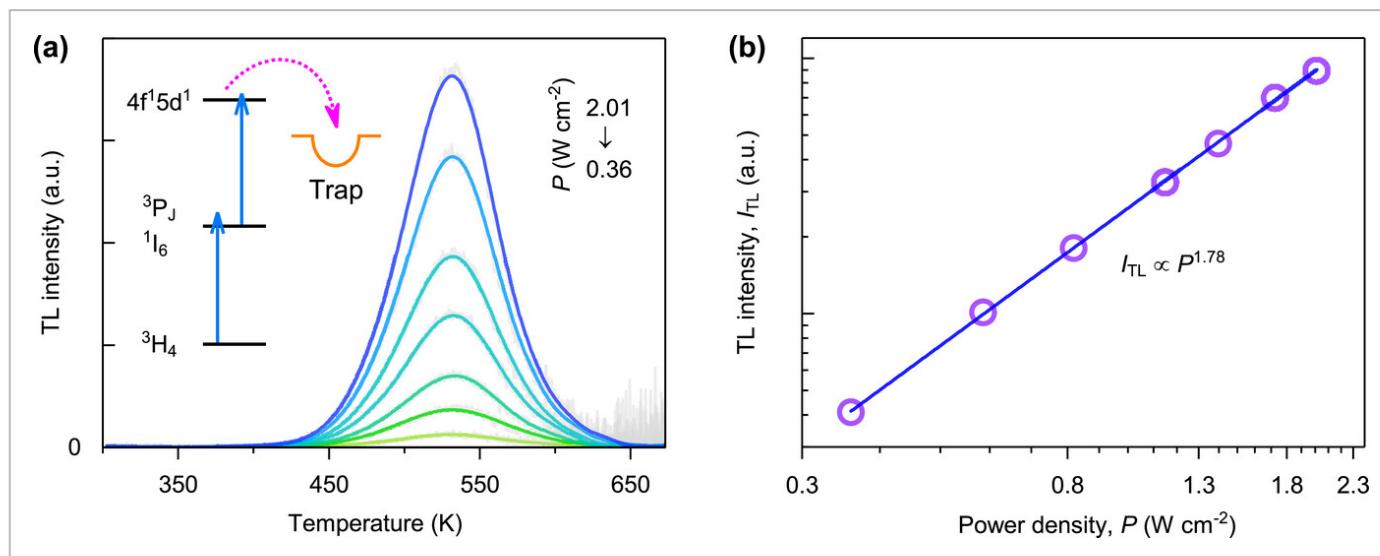 (a)
TL intensity (a.u.)
0
350
450
550
650
Temperature (K)
4f¹5d¹
³P_J
¹I₆
³H₄
Trap
P (W cm⁻²)
2.01
↓
0.36
(b)
TL intensity, I_TL (a.u.)
I_TL ∝ P^1.78
0.3
0.8
1.3
1.8
2.3
Power density, P (W cm⁻²)